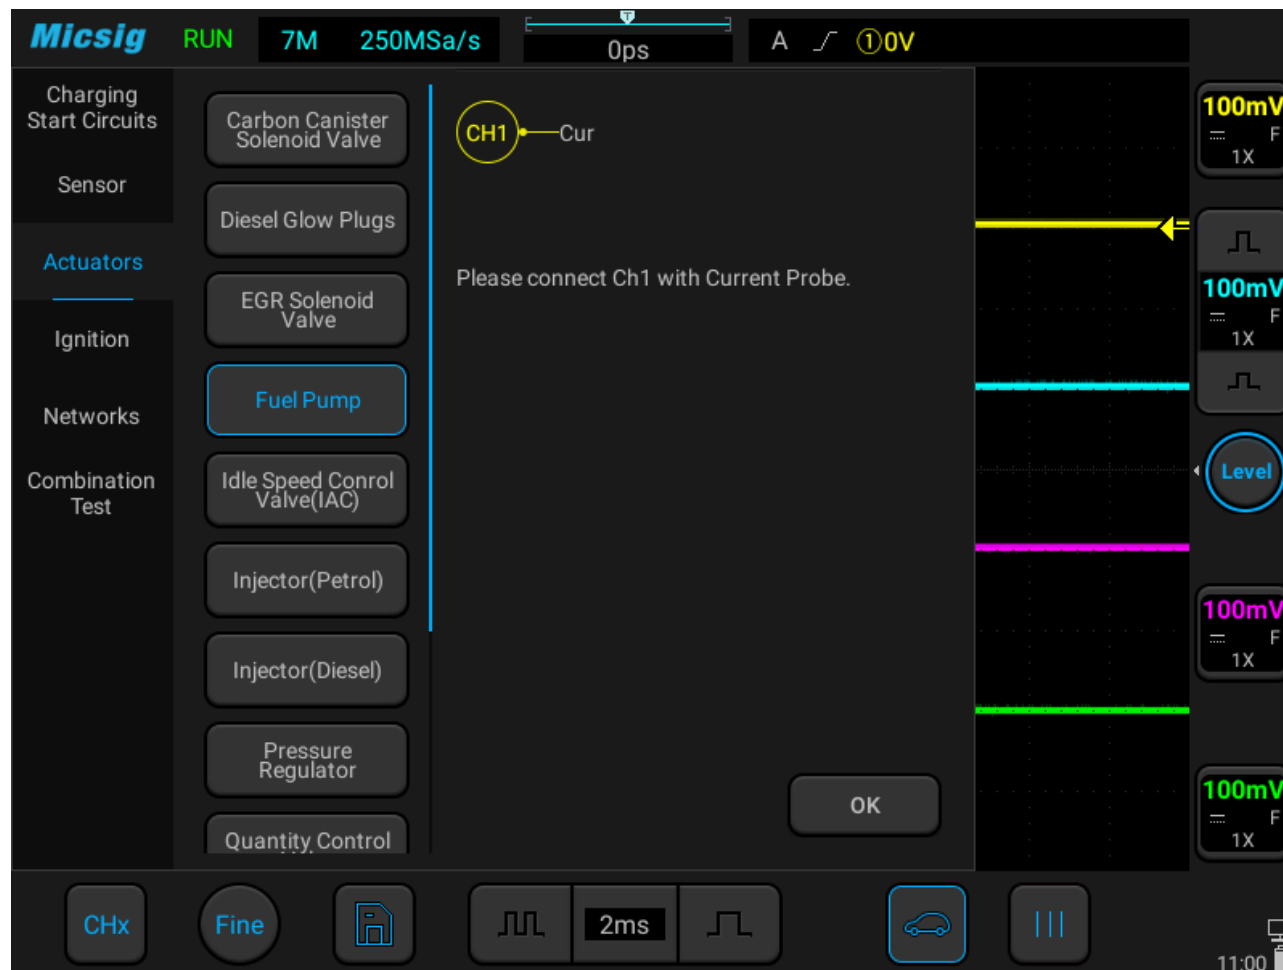 Micsig RUN 7M 250MSa/s T 0ps A ①0V
Charging
Start Circuits
Sensor
Actuators
Ignition
Networks
Combination
Test
Carbon Canister
Solenoid Valve
Diesel Glow Plugs
EGR Solenoid
Valve
Fuel Pump
Idle Speed Conrol
Valve(IAC)
Injector(Petrol)
Injector(Diesel)
Pressure
Regulator
Quantity Control
CH1 Cur
Please connect Ch1 with Current Probe.
OK
100mV
F
1X
100mV
F
1X
Level
100mV
F
1X
100mV
F
1X
CHx Fine 2ms
11:00